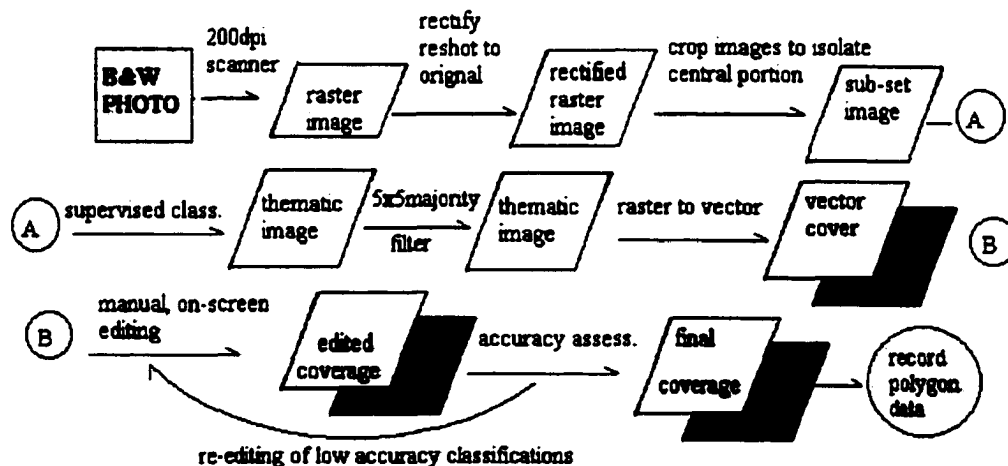 B&W
PHOTO
200dpi
scanner
raster
image
rectify
reshot to
orignal
rectified
raster
image
crop images to isolate
central portion
sub-set
image
A
A
supervised class.
thematic
image
5x5majority
filter
thematic
image
raster to vector
vector
cover
B
B
manual, on-screen
editing
edited
coverage
accuracy assess.
final
coverage
record
polygon
data
re-editing of low accuracy classifications